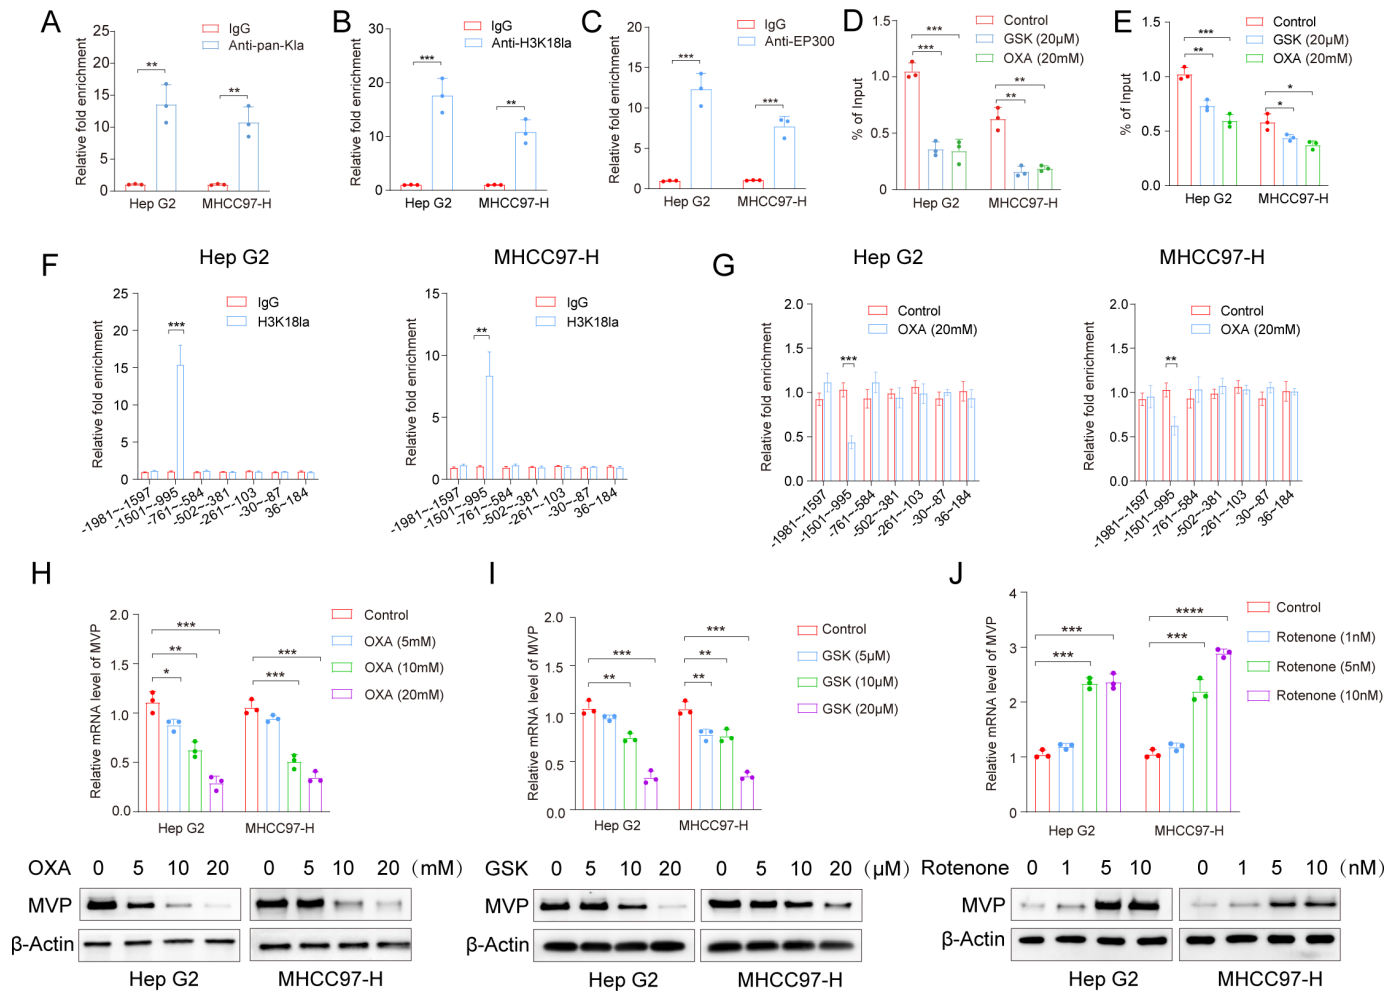 A
IgG
Anti-pan-Kla
Relative fold enrichment
25
20
15
10
5
0
**
**
Hep G2
MHCC97-H
B
IgG
Anti-H3K18la
Relative fold enrichment
30
20
10
0
***
**
Hep G2
MHCC97-H
C
IgG
Anti-EP300
Relative fold enrichment
20
15
10
5
0
***
***
Hep G2
MHCC97-H
D
Control
GSK (20μM)
OXA (20mM)
% of Input
1.5
1.0
0.5
0
***
***
**
**
Hep G2
MHCC97-H
E
Control
GSK (20μM)
OXA (20mM)
% of Input
1.5
1.0
0.5
0.0
***
**
*
*
Hep G2
MHCC97-H
F
Hep G2
IgG
H3K18la
Relative fold enrichment
25
20
15
10
5
0
***
-1981~-1597
-1501~-995
-761~-584
-502~-381
-261~-103
-30~-87
36~184
MHCC97-H
IgG
H3K18la
Relative fold enrichment
15
10
5
0
**
-1981~-1597
-1501~-995
-761~-584
-502~-381
-261~-103
-30~-87
36~184
G
Hep G2
Control
OXA (20mM)
Relative fold enrichment
2.0
1.5
1.0
0.5
0.0
***
-1981~-1597
-1501~-995
-761~-584
-502~-381
-261~-103
-30~-87
36~184
MHCC97-H
Control
OXA (20mM)
Relative fold enrichment
2.0
1.5
1.0
0.5
0.0
**
-1981~-1597
-1501~-995
-761~-584
-502~-381
-261~-103
-30~-87
36~184
H
Control
OXA (5mM)
OXA (10mM)
OXA (20mM)
Relative mRNA level of MVP
2.0
1.5
1.0
0.5
0.0
***
**
*
***
***
Hep G2
MHCC97-H
OXA 0 5 10 20 0 5 10 20 (mM)
MVP
β-Actin
Hep G2 MHCC97-H
I
Control
GSK (5μM)
GSK (10μM)
GSK (20μM)
Relative mRNA level of MVP
2.0
1.5
1.0
0.5
0.0
***
**
***
**
**
Hep G2
MHCC97-H
GSK 0 5 10 20 0 5 10 20 (μM)
MVP
β-Actin
Hep G2 MHCC97-H
J
Control
Rotenone (1nM)
Rotenone (5nM)
Rotenone (10nM)
Relative mRNA level of MVP
4
3
2
1
0
***
***
****
***
Hep G2
MHCC97-H
Rotenone 0 1 5 10 0 1 5 10 (nM)
MVP
β-Actin
Hep G2 MHCC97-H